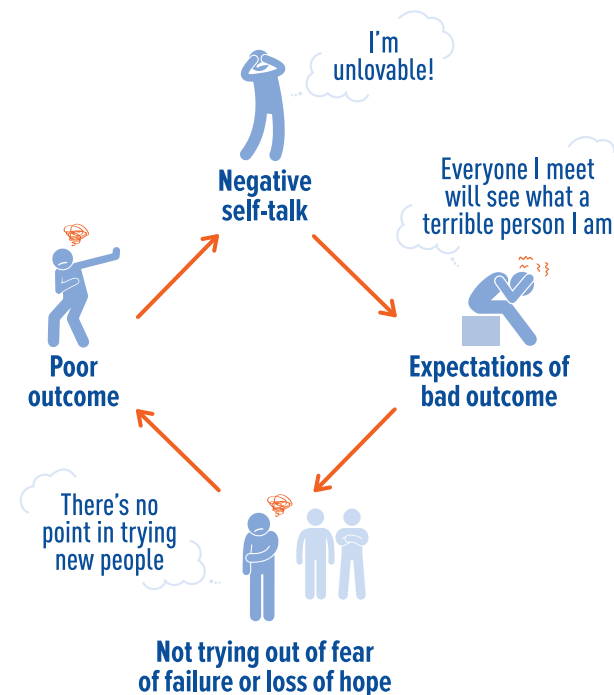 I'm
unlovable!
Negative
self-talk
Everyone I meet
will see what a
terrible person I am
Expectations of
bad outcome
Poor
outcome
There's no
point in trying
new people
Not trying out of fear
of failure or loss of hope